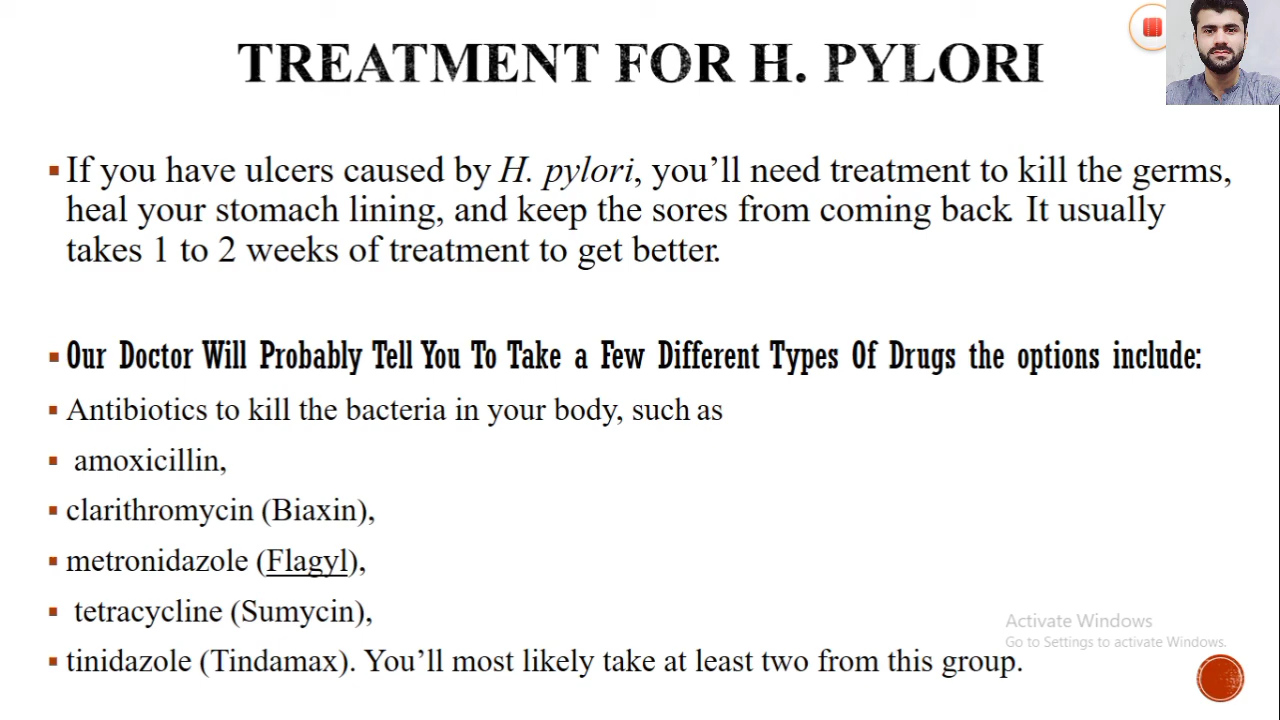 TREATMENT FOR H. PYLORI
▪ If you have ulcers caused by H. pylori, you’ll need treatment to kill the germs,
heal your stomach lining, and keep the sores from coming back. It usually
takes 1 to 2 weeks of treatment to get better.
▪ Our Doctor Will Probably Tell You To Take a Few Different Types Of Drugs the options include:
▪ Antibiotics to kill the bacteria in your body, such as
▪ amoxicillin,
▪ clarithromycin (Biaxin),
▪ metronidazole (Flagyl),
▪ tetracycline (Sumycin),
▪ tinidazole (Tindamax). You’ll most likely take at least two from this group.
Activate Windows
Go to Settings to activate Windows.